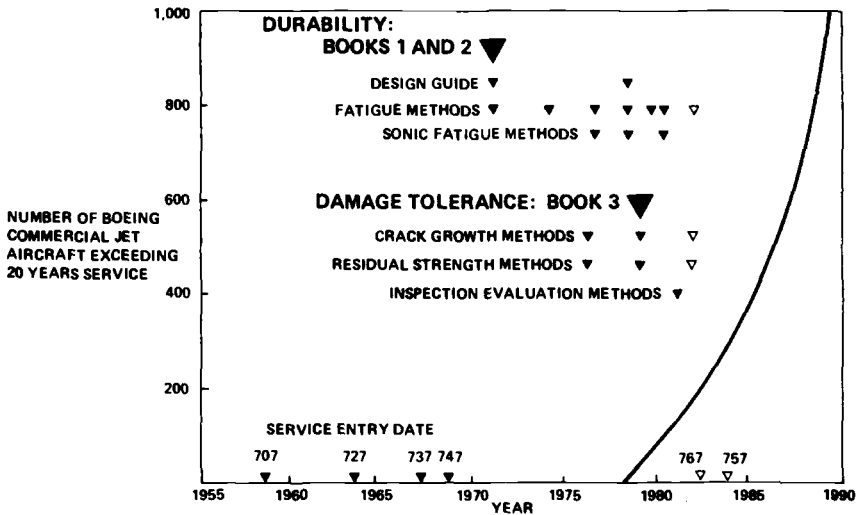 1,000
DURABILITY:
BOOKS 1 AND 2
DESIGN GUIDE
800
FATIGUE METHODS
SONIC FATIGUE METHODS
600
DAMAGE TOLERANCE: BOOK 3
NUMBER OF BOEING
COMMERCIAL JET
AIRCRAFT EXCEEDING
20 YEARS SERVICE
CRACK GROWTH METHODS
RESIDUAL STRENGTH METHODS
400
INSPECTION EVALUATION METHODS
200
SERVICE ENTRY DATE
707 727 737 747 767 757
1955 1960 1965 1970 1975 1980 1985 1990
YEAR